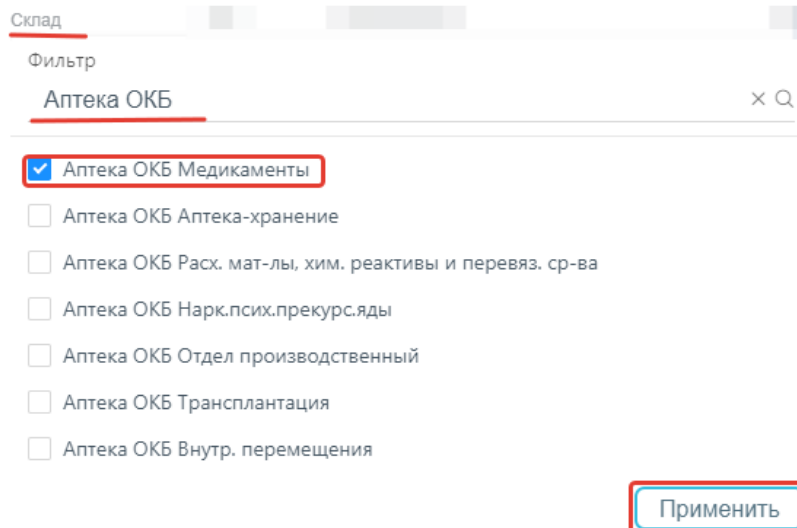 Склад
Фильтр
Аптека ОКБ
Аптека ОКБ Медикаменты
Аптека ОКБ Аптека-хранение
Аптека ОКБ Расх. мат-лы, хим. реактивы и перевяз. ср-ва
Аптека ОКБ Нарк.псих.прекурс.яды
Аптека ОКБ Отдел производственный
Аптека ОКБ Трансплантация
Аптека ОКБ Внутр. перемещения
Применить